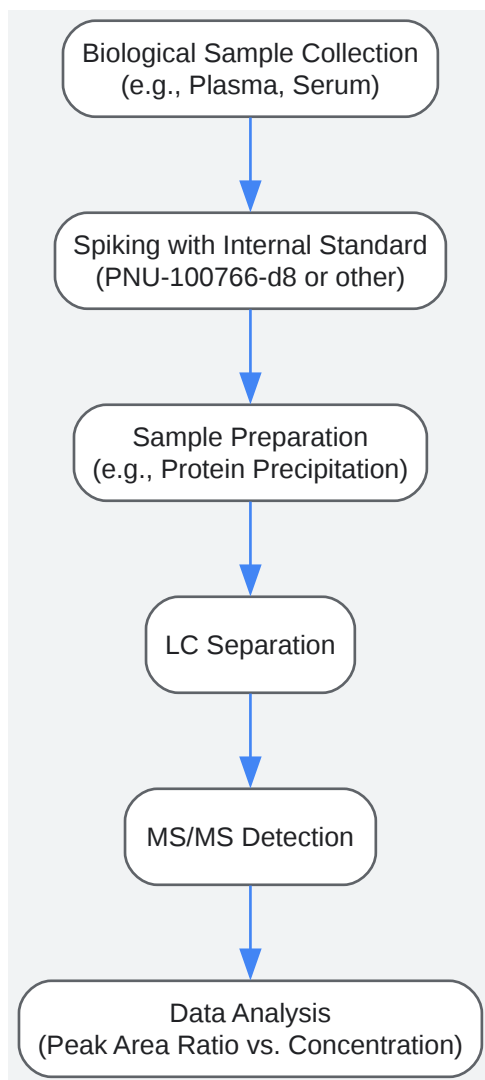 Biological Sample Collection
(e.g., Plasma, Serum)
Spiking with Internal Standard
(PNU-100766-d8 or other)
Sample Preparation
(e.g., Protein Precipitation)
LC Separation
MS/MS Detection
Data Analysis
(Peak Area Ratio vs. Concentration)